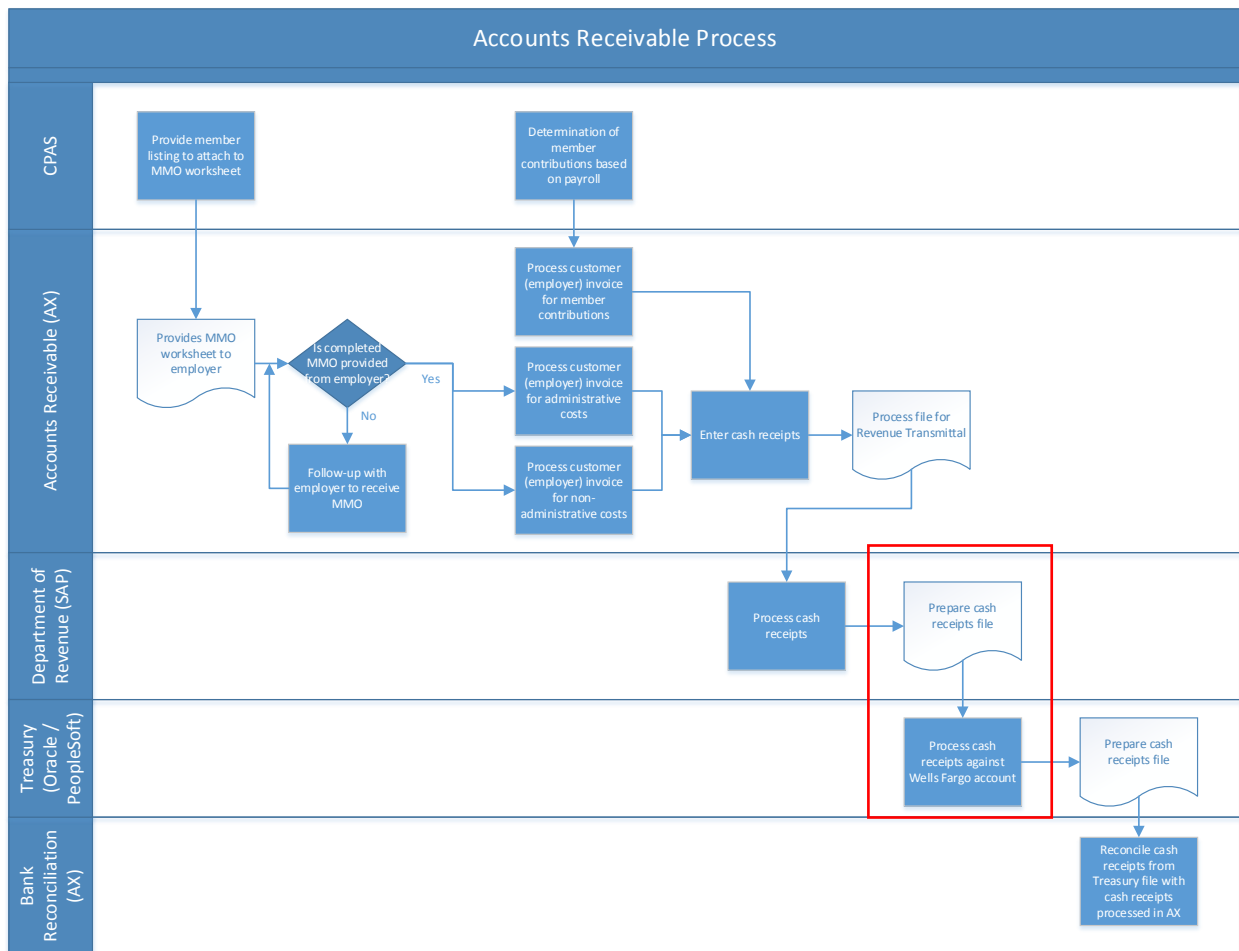 Accounts Receivable Process
CPAS
Provide member
listing to attach to
MMO worksheet
Determination of
member
contributions based
on payroll
Accounts Receivable (AX)
Provides MMO
worksheet to
employer
Is completed
MMO provided
from employer?
Yes
No
Follow-up with
employer to receive
MMO
Process customer
(employer) invoice
for member
contributions
Process customer
(employer) invoice
for administrative
costs
Process customer
(employer) invoice
for non-
administrative costs
Enter cash receipts
Process file for
Revenue Transmittal
Department of
Revenue (SAP)
Process cash
receipts
Prepare cash
receipts file
Treasury
(Oracle /
PeopleSoft)
Process cash
receipts against
Wells Fargo account
Prepare cash
receipts file
Bank
Reconciliation
(AX)
Reconcile cash
receipts from
Treasury file with
cash receipts
processed in AX